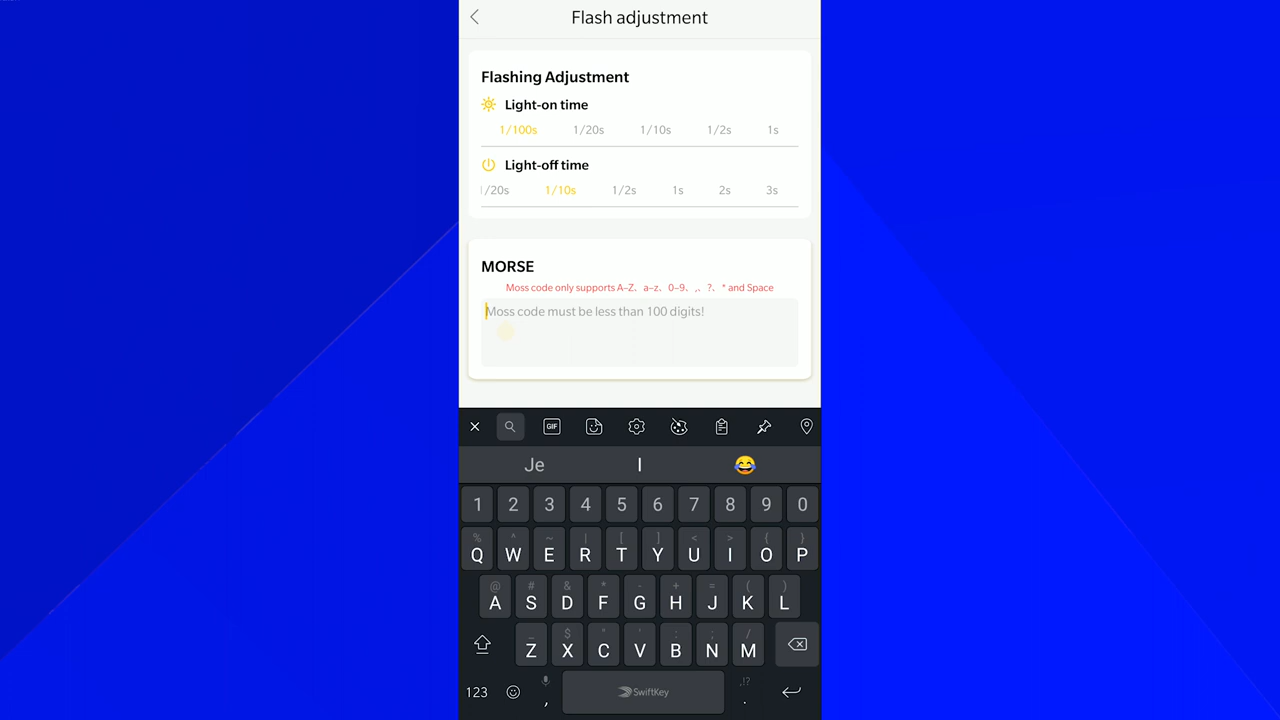 Flash adjustment
Flashing Adjustment
Light-on time
1/100s 1/20s 1/10s 1/2s 1s
Light-off time
1/20s 1/10s 1/2s 1s 2s 3s
MORSE
Moss code only supports A–Z、a–z、0–9、,、?、* and Space
Moss code must be less than 100 digits!
GIF
Je I 😂
1 2 3 4 5 6 7 8 9 0
% ^ ~ | [ ] < > { }
Q W E R T Y U I O P
@ # & * - + = ( )
A S D F G H J K L
_ $ " ' : ; /
Z X C V B N M
123 , SwiftKey ,!? .